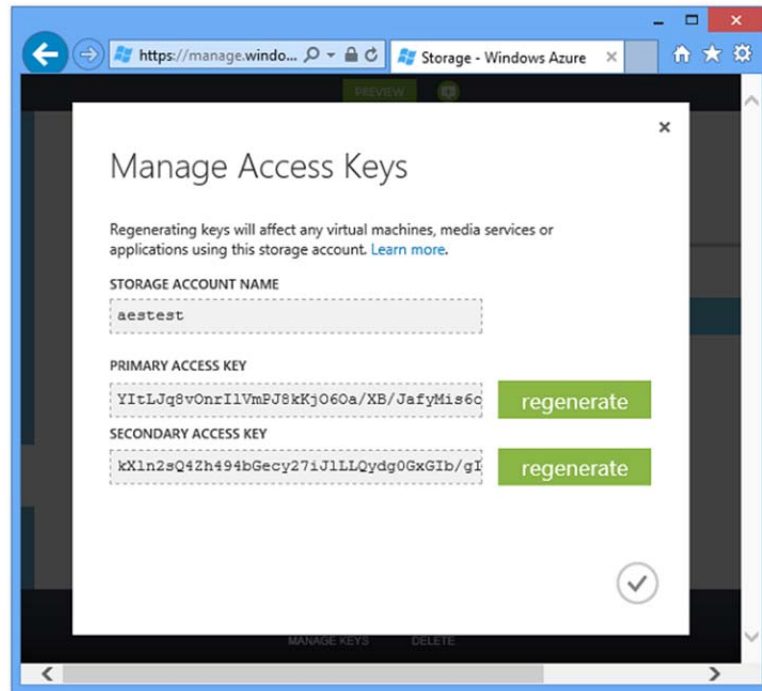 https://manage.windo...
Storage - Windows Azure
PREVIEW
Manage Access Keys
Regenerating keys will affect any virtual machines, media services or
applications using this storage account. Learn more.
STORAGE ACCOUNT NAME
aestest
PRIMARY ACCESS KEY
YItLJq8vOnrIlVmPJ8kKjO6Oa/XB/JafyMis6c
regenerate
SECONDARY ACCESS KEY
kXln2sQ4Zh494bGecy27iJlLLQydg0GxGIb/gI
regenerate
MANAGE KEYS DELETE